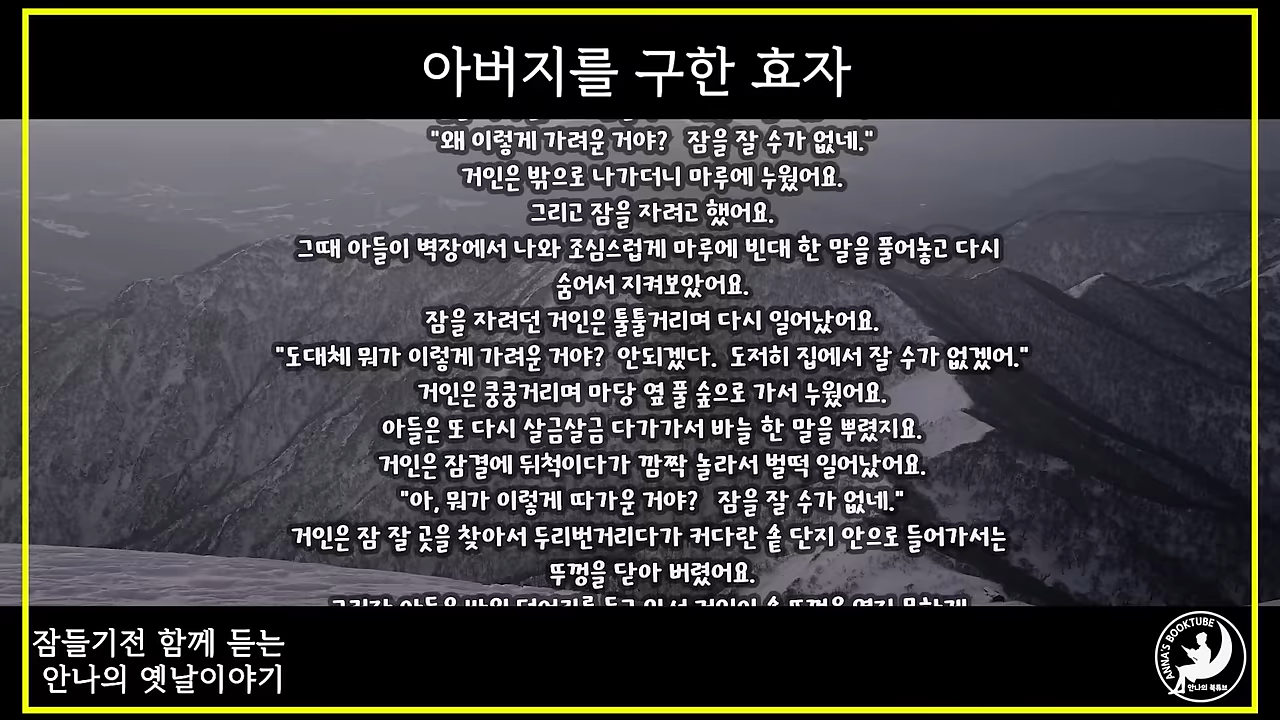 아버지를 구한 효자
"왜 이렇게 가려운 거야?   잠을 잘 수가 없네."
거인은 밖으로 나가더니 마루에 누웠어요.
그리고 잠을 자려고 했어요.
그때 아들이 벽장에서 나와 조심스럽게 마루에 빈대 한 말을 풀어놓고 다시
숨어서 지켜보았어요.
잠을 자려던 거인은 툴툴거리며 다시 일어났어요.
"도대체 뭐가 이렇게 가려운 거야?  안되겠다.  도저히 집에서 잘 수가 없겠어."
거인은 쿵쿵거리며 마당 옆 풀 숲으로 가서 누웠어요.
아들은 또 다시 살금살금 다가가서 바늘 한 말을 뿌렸지요.
거인은 잠결에 뒤척이다가 깜짝 놀라서 벌떡 일어났어요.
"아, 뭐가 이렇게 따가운 거야?   잠을 잘 수가 없네."
거인은 잠 잘 곳을 찾아서 두리번거리다가 커다란 솥 단지 안으로 들어가서는
뚜껑을 닫아 버렸어요.
잠들기전 함께 듣는
안나의 옛날이야기
ANNA'S BOOKTUBE
안나의 북튜브